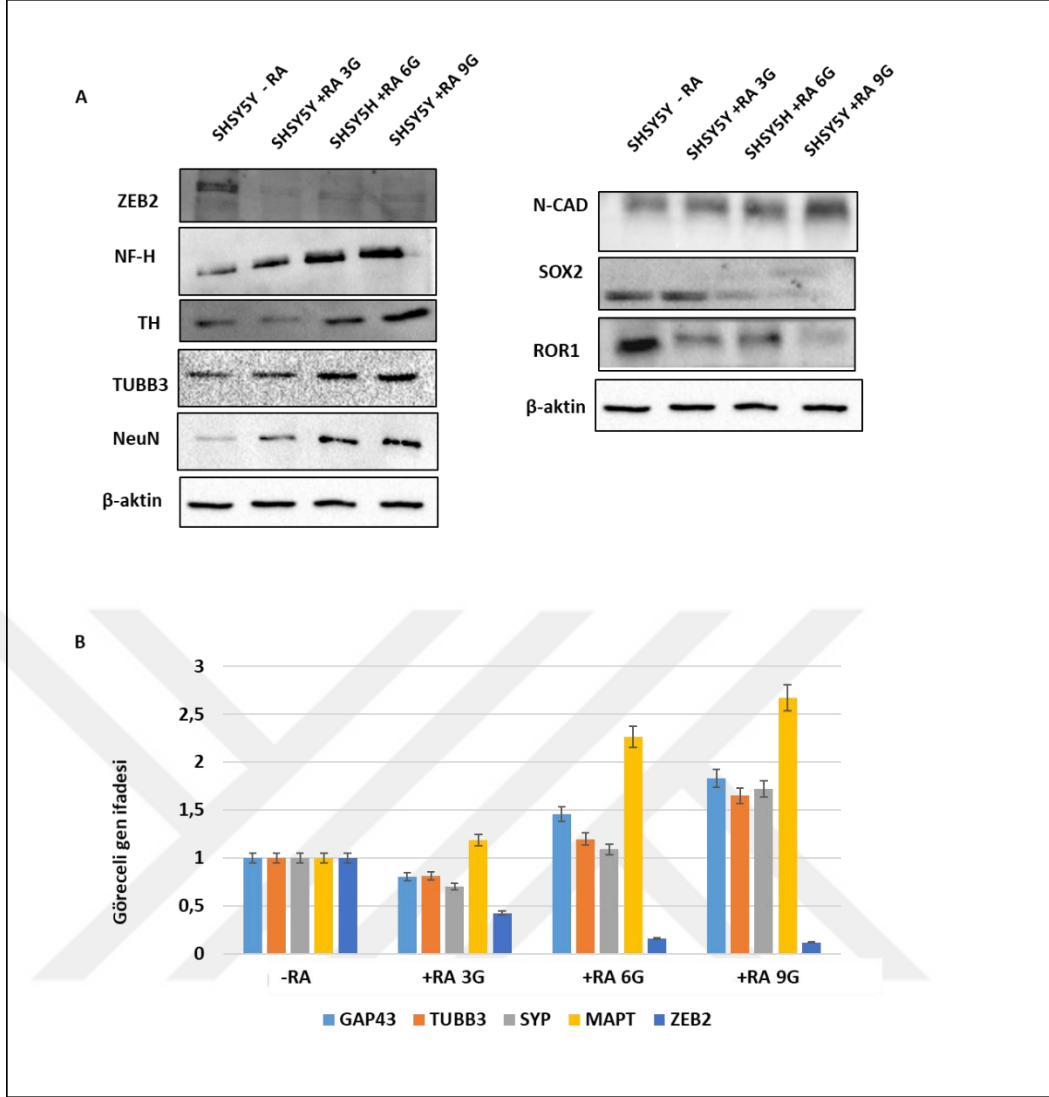 A
SHSY5Y - RA
SHSY5Y +RA 3G
SHSY5H +RA 6G
SHSY5Y +RA 9G
ZEB2
NF-H
TH
TUBB3
NeuN
β-aktin
SHSY5Y - RA
SHSY5Y +RA 3G
SHSY5H +RA 6G
SHSY5Y +RA 9G
N-CAD
SOX2
ROR1
β-aktin
B
Göreceli gen ifadesi
3
2,5
2
1,5
1
0,5
0
-RA +RA 3G +RA 6G +RA 9G
GAP43 TUBB3 SYP MAPT ZEB2